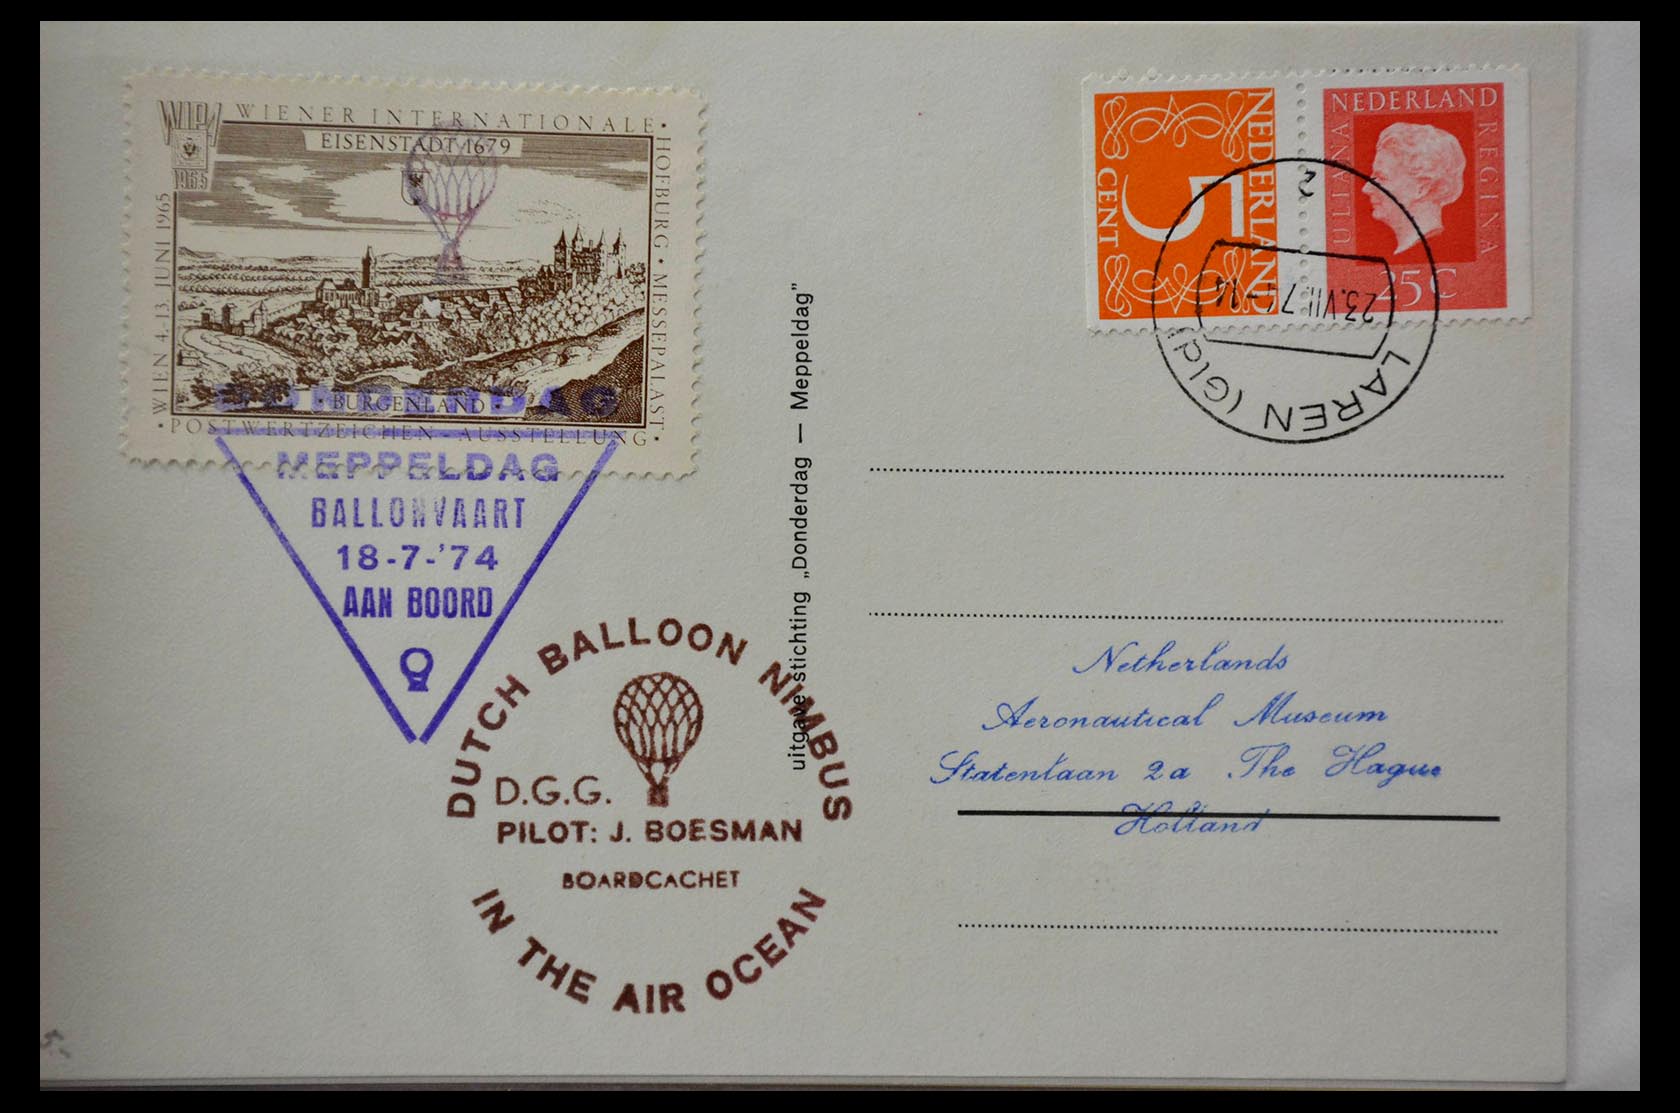 WIPA
1965
WIENER INTERNATIONALE
HOFBURG · MESSEPALAST
POSTWERTZEICHEN - AUSSTELLUNG
WIEN 4.-13. JUNI 1965
EISENSTADT 1679
BURGENLAND
DONDERDAG
MEPPELDAG
BALLONVAART
18-7-'74
AAN BOORD
DUTCH BALLOON NIMBUS
D.G.G.
PILOT: J. BOESMAN
BOARDCACHET
IN THE AIR OCEAN
uitgave stichting „Donderdag — Meppeldag”
NEDERLAND
5
CENT
NEDERLAND
JULIANA REGINA
25 C
2
23.VII.74
LAREN (GLD)
Netherlands
Aeronautical Museum
Statenlaan 2a The Hague
Holland
5.-